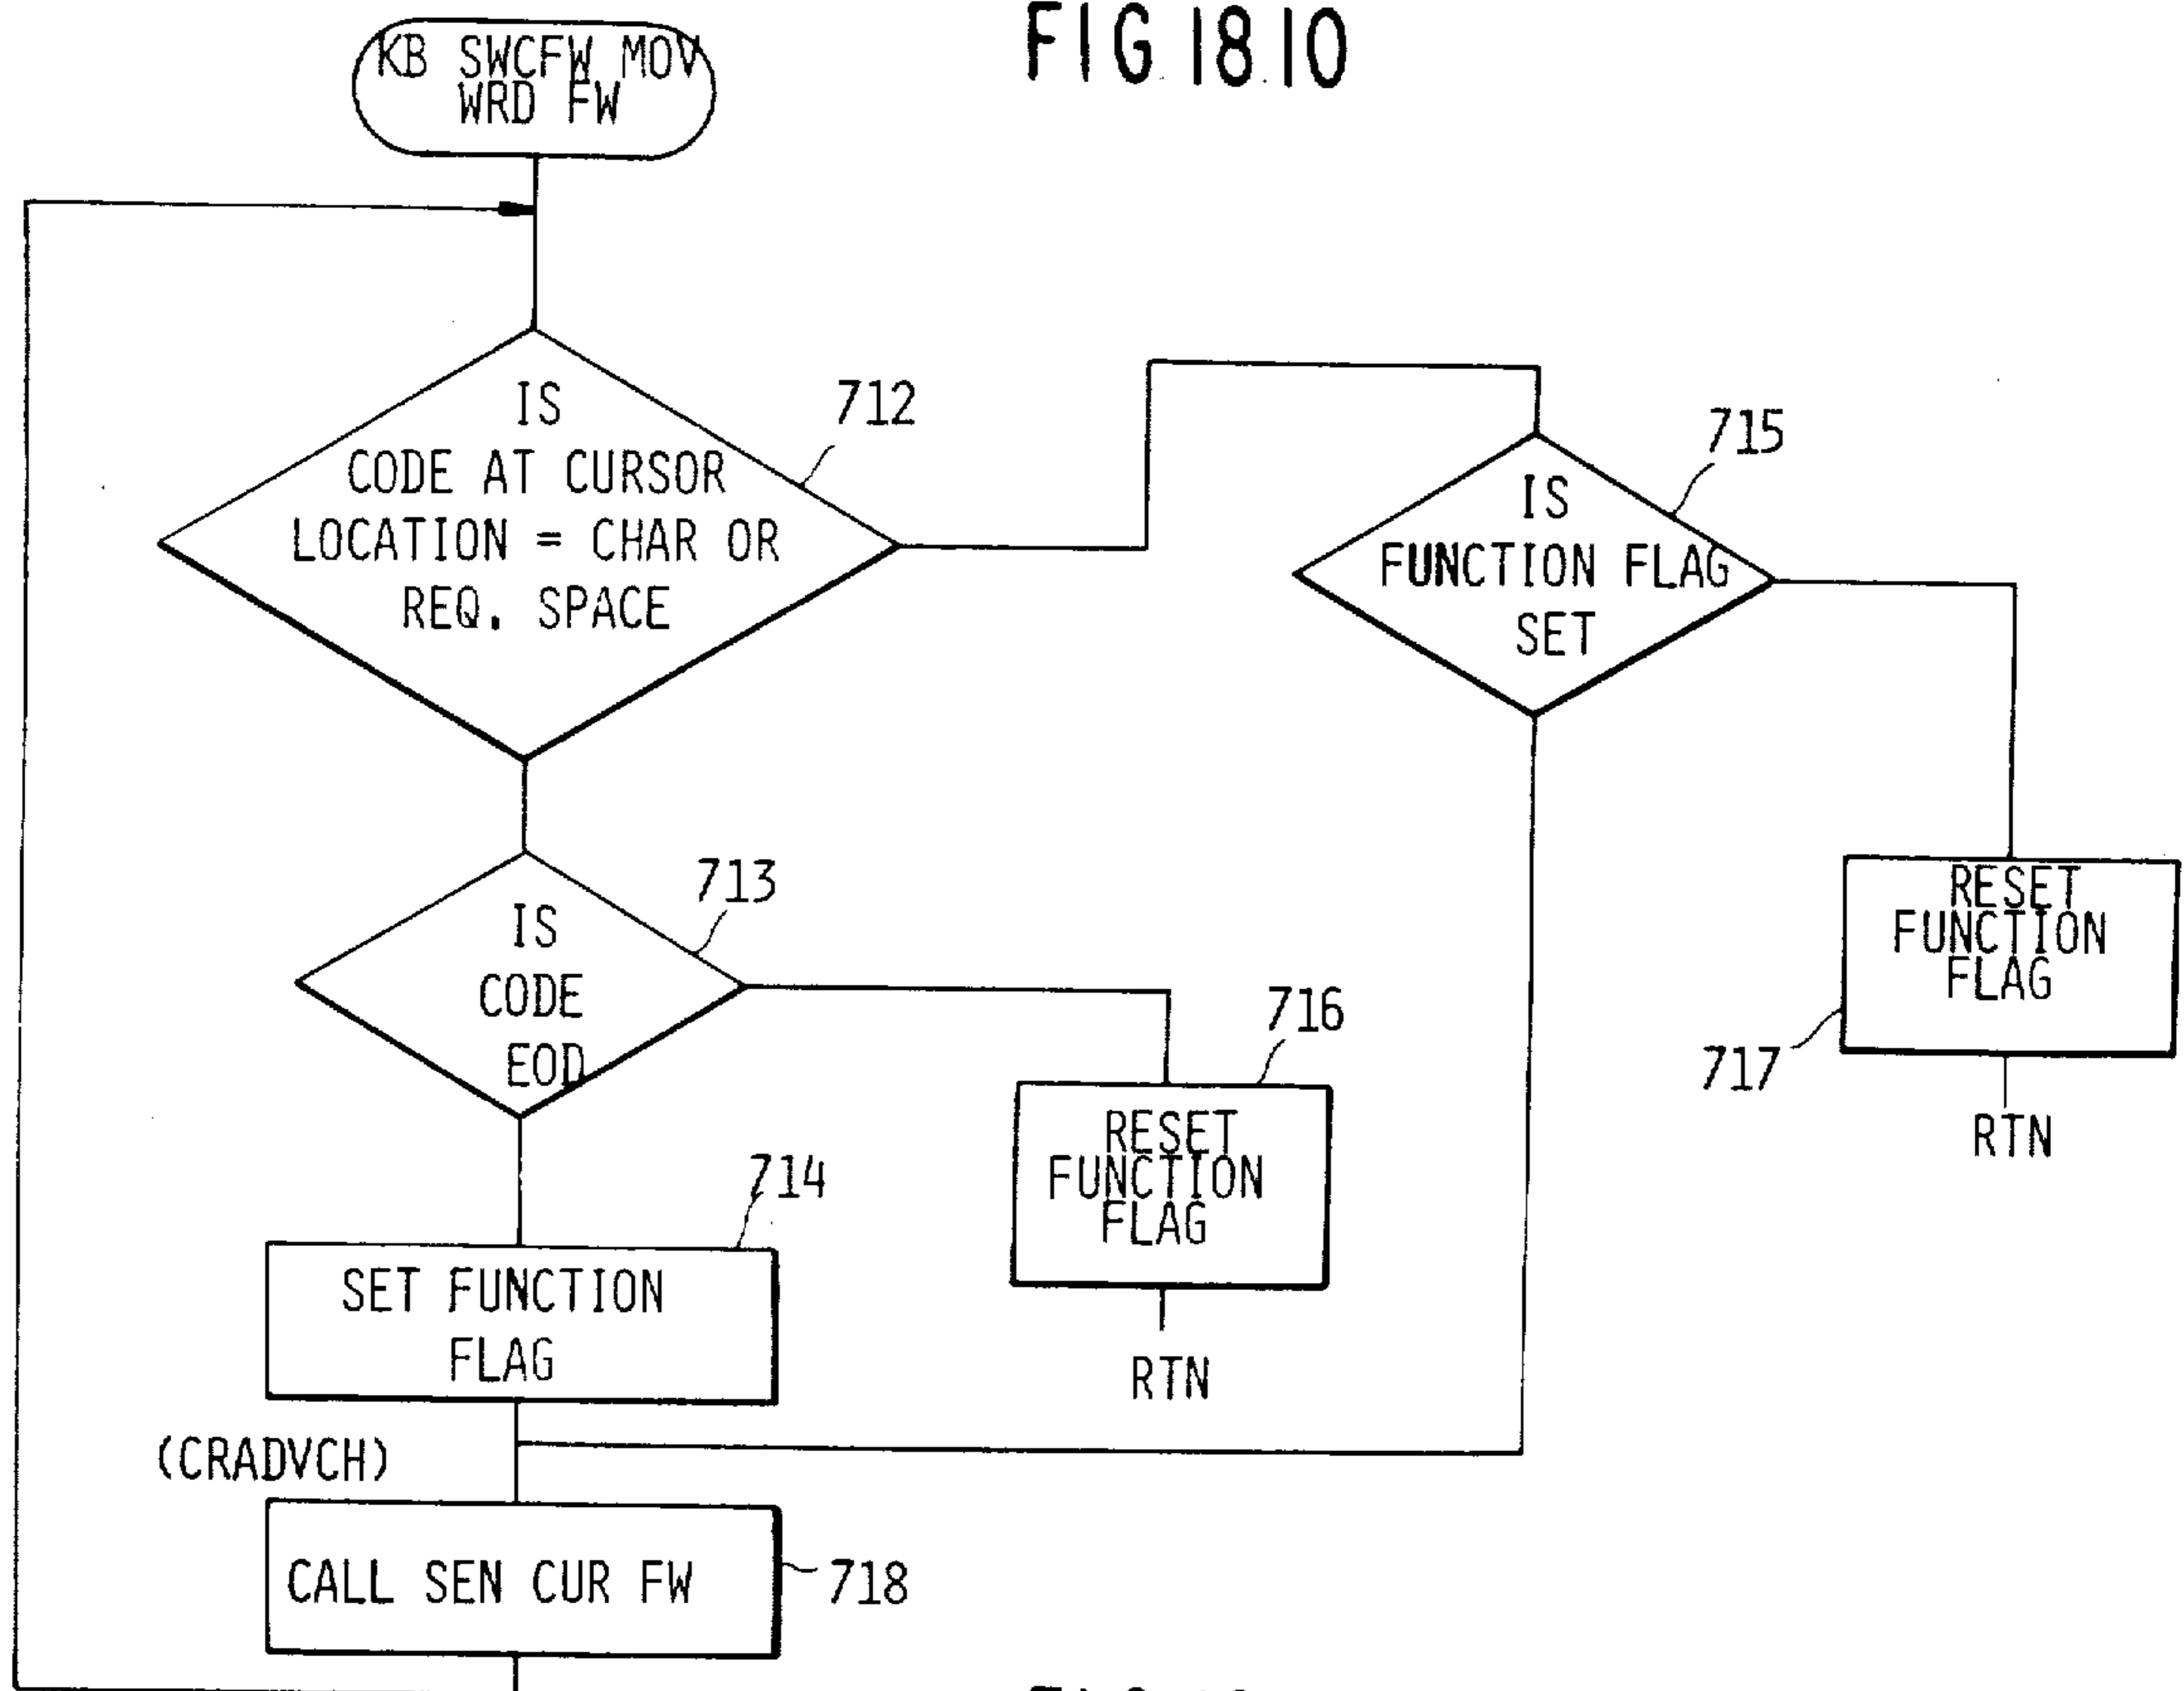 FIG. 18.10
KB SWCFW MOV
WRD FW
IS
CODE AT CURSOR
LOCATION = CHAR OR
REQ. SPACE
712
IS
FUNCTION FLAG
SET
715
IS
CODE
EOD
713
RESET
FUNCTION
FLAG
717
RTN
RESET
FUNCTION
FLAG
716
RTN
SET FUNCTION
FLAG
714
(CRADVCH)
CALL SEN CUR FW
718